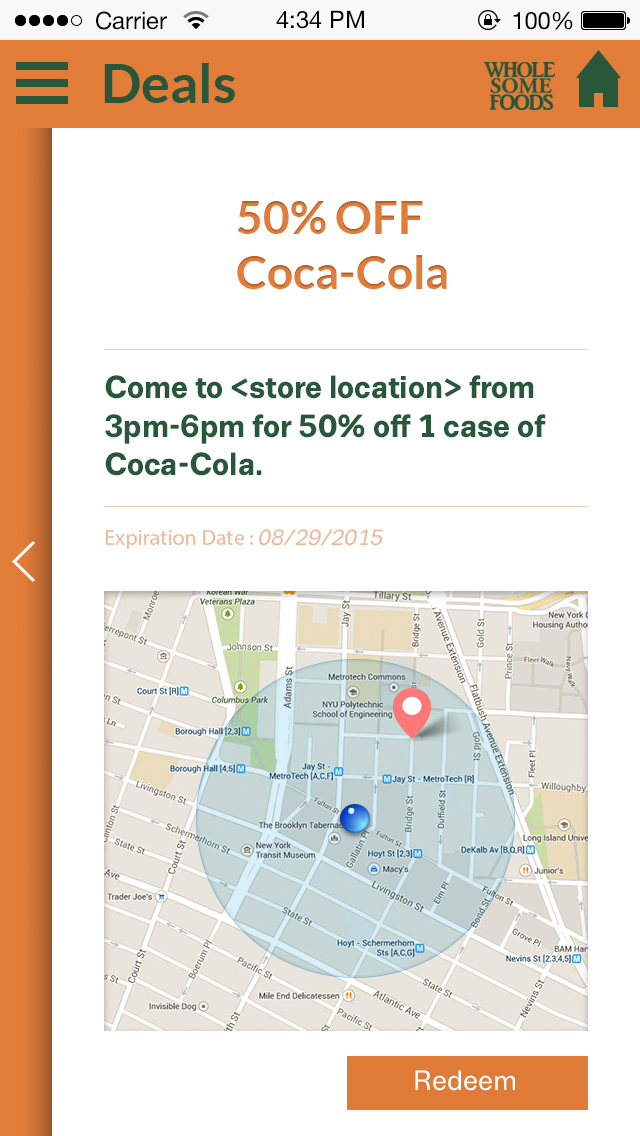 Carrier
4:34 PM
100%
Deals
WHOLE
SOME
FOODS
50% OFF
Coca-Cola
Come to <store location> from
3pm-6pm for 50% off 1 case of
Coca-Cola.
Expiration Date : 08/29/2015
Korean War
Veterans Plaza
Tillary St
Monroe
Jay St
Bridge St
Avenue Extension
Gold St
New York
Housing Autho
errepont St
Johnson St
Prince St
Fleet Walk
Navy Walk
Adams St
Metrotech Commons
Court St [R]
Columbus Park
NYU Polytechnic
School of Engineering
Flatbush Avenue Extension
n St
Ln
Borough Hall [2,3]
Gold St
Fleet Pl
Borough Hall [4,5]
Jay St -
MetroTech [A,C,F]
Jay St - MetroTech [R]
Livingston St
Willoughby
Clinton St
Fulton St
Bridge St
Duffield St
Schermerhorn St
The Brooklyn Tabernac
Fulton St
Long Island Unive
State St
Court St
New York
Transit Museum
Gallatin Pl
Hoyt St [2,3]
DeKalb Av [B,Q,R]
Macy's
Junior's
Ave
Livingston St
Elm Pl
Fulton St
Trader Joe's
State St
Bond St
Grove Pl
Court St
Boerum Pl
Hoyt - Schermerhorn
Sts [A,C,G]
BAM Har
Nevins St [2,3,4,5]
s St
Pacific St
State St
Nevins St
Invisible Dog
Mile End Delicatessen
Atlantic Ave
th St
Pacific St
Redeem